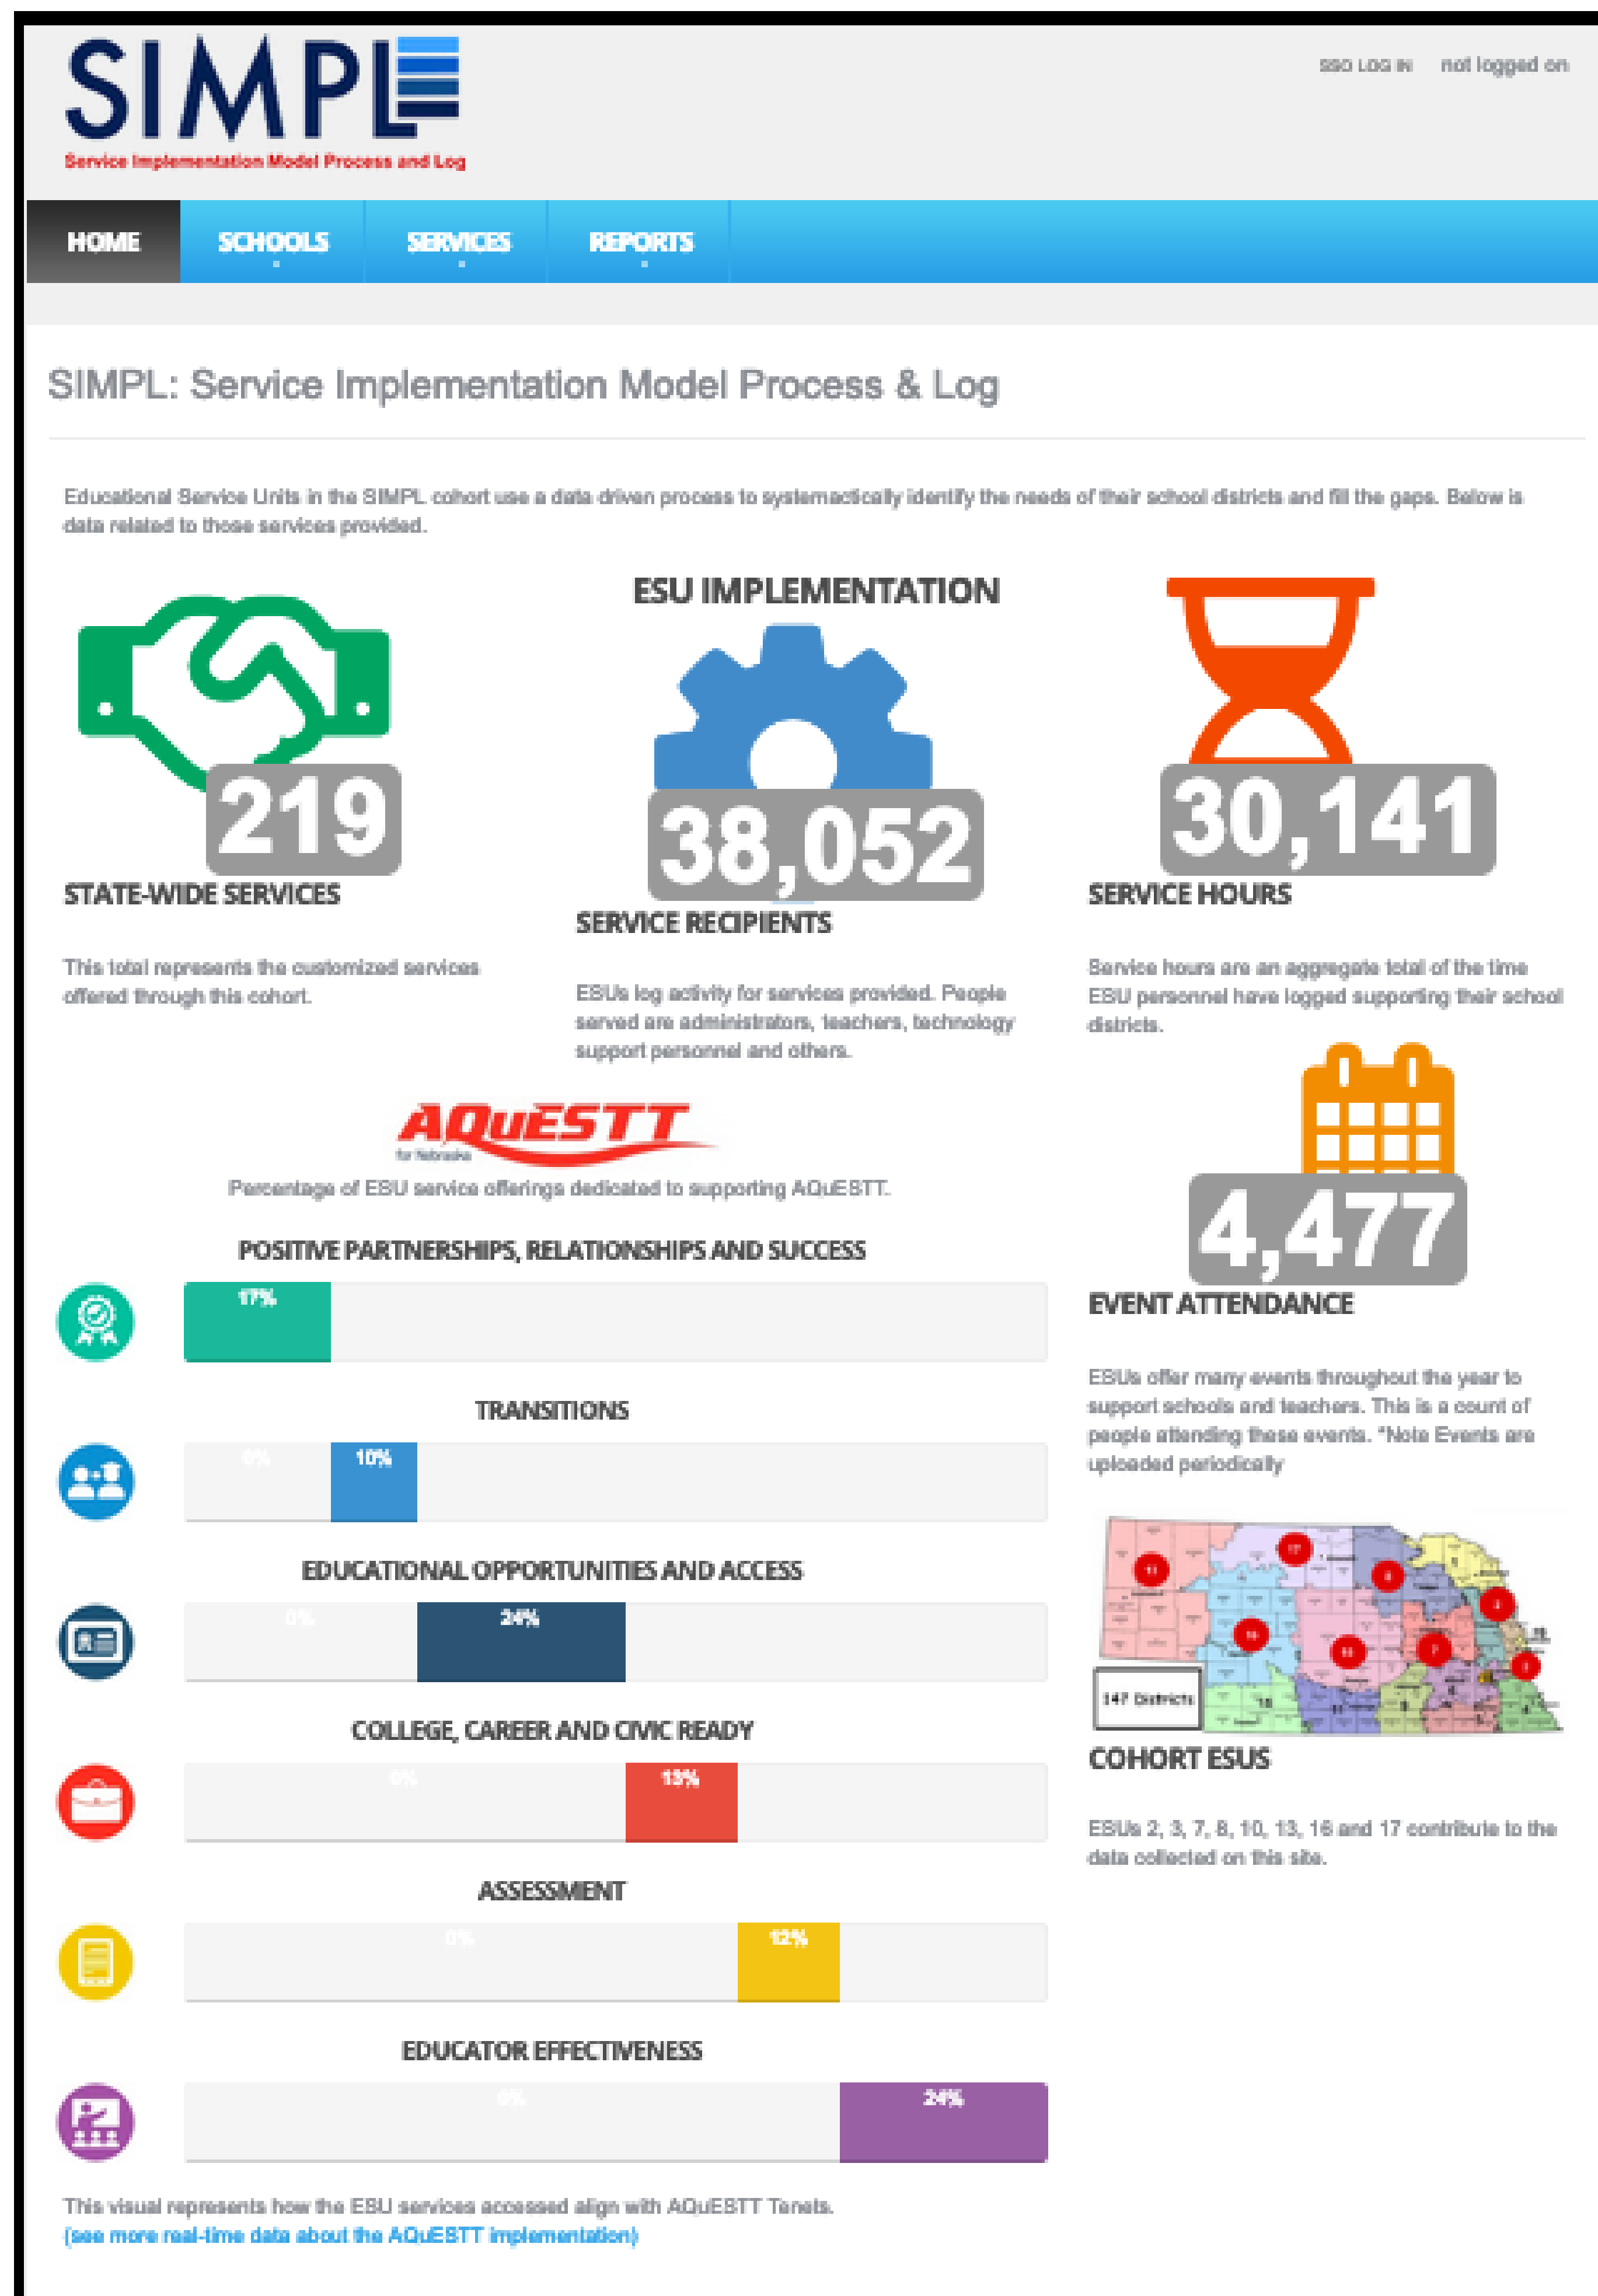 SIMPL
Service Implementation Model Process and Log
SSO LOG IN not logged on
HOME SCHOOLS SERVICES REPORTS
SIMPL: Service Implementation Model Process & Log
Educational Service Units in the SIMPL cohort use a data driven process to systemactically identify the needs of their school districts and fill the gaps. Below is
data related to those services provided.
219
STATE-WIDE SERVICES
This total represents the customized services
offered through this cohort.
ESU IMPLEMENTATION
38,052
SERVICE RECIPIENTS
ESUs log activity for services provided. People
served are administrators, teachers, technology
support personnel and others.
30,141
SERVICE HOURS
Service hours are an aggregate total of the time
ESU personnel have logged supporting their school
districts.
AQuESTT
for Nebraska
Percentage of ESU service offerings dedicated to supporting AQuESTT.
POSITIVE PARTNERSHIPS, RELATIONSHIPS AND SUCCESS
17%
TRANSITIONS
0% 10%
EDUCATIONAL OPPORTUNITIES AND ACCESS
0% 24%
COLLEGE, CAREER AND CIVIC READY
0% 13%
ASSESSMENT
0% 12%
EDUCATOR EFFECTIVENESS
0% 24%
This visual represents how the ESU services accessed align with AQuESTT Tenets.
(see more real-time data about the AQuESTT implementation)
4,477
EVENT ATTENDANCE
ESUs offer many events throughout the year to
support schools and teachers. This is a count of
people attending these events. *Note Events are
uploaded periodically
147 Districts
COHORT ESUS
ESUs 2, 3, 7, 8, 10, 13, 16 and 17 contribute to the
data collected on this site.